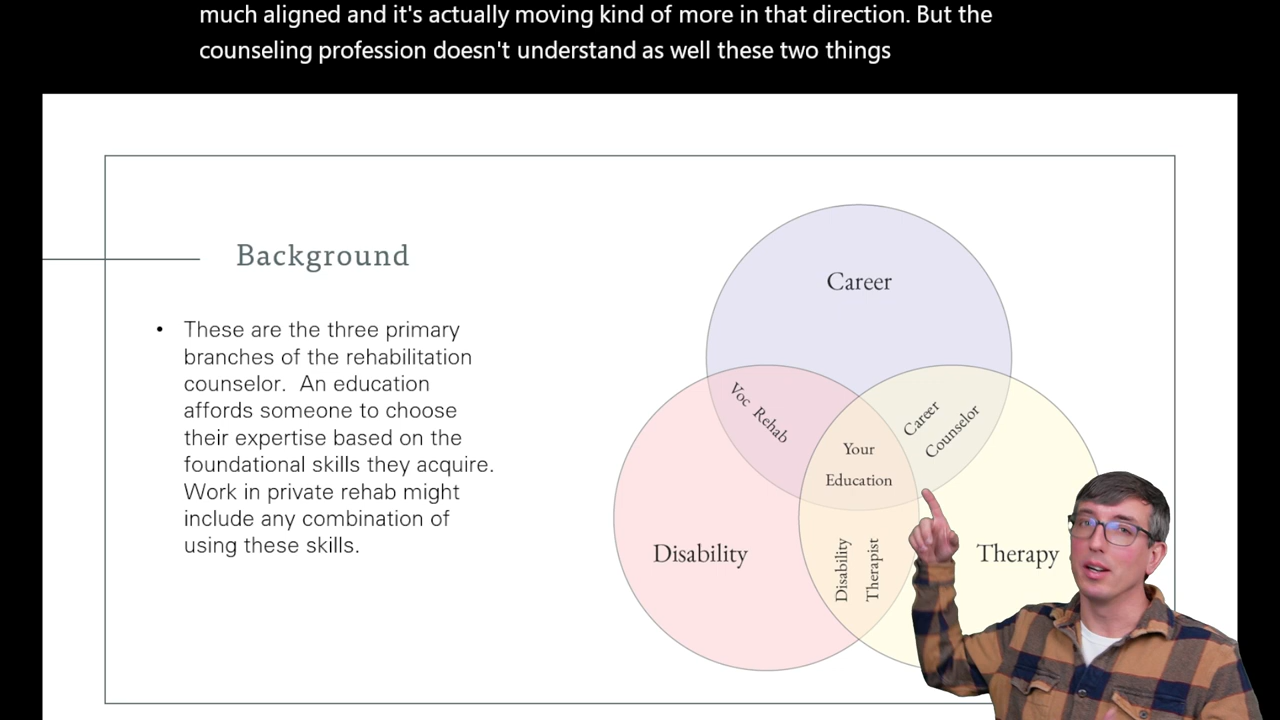 much aligned and it's actually moving kind of more in that direction. But the
counseling profession doesn't understand as well these two things
Background
• These are the three primary
branches of the rehabilitation
counselor. An education
affords someone to choose
their expertise based on the
foundational skills they acquire.
Work in private rehab might
include any combination of
using these skills.
Career
Voc Rehab
Career
Counselor
Your
Education
Disability
Disability
Therapist
Therapy